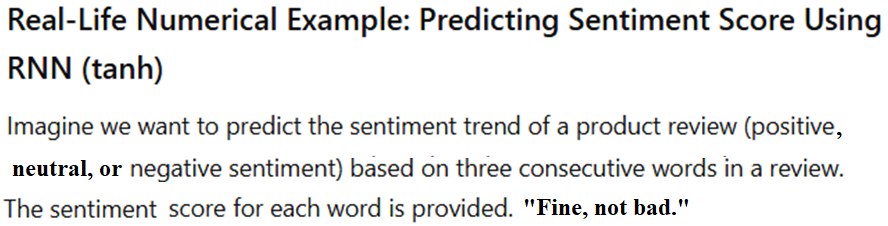 Real-Life Numerical Example: Predicting Sentiment Score Using
RNN (tanh)
Imagine we want to predict the sentiment trend of a product review (positive,
neutral, or negative sentiment) based on three consecutive words in a review.
The sentiment score for each word is provided. "Fine, not bad."